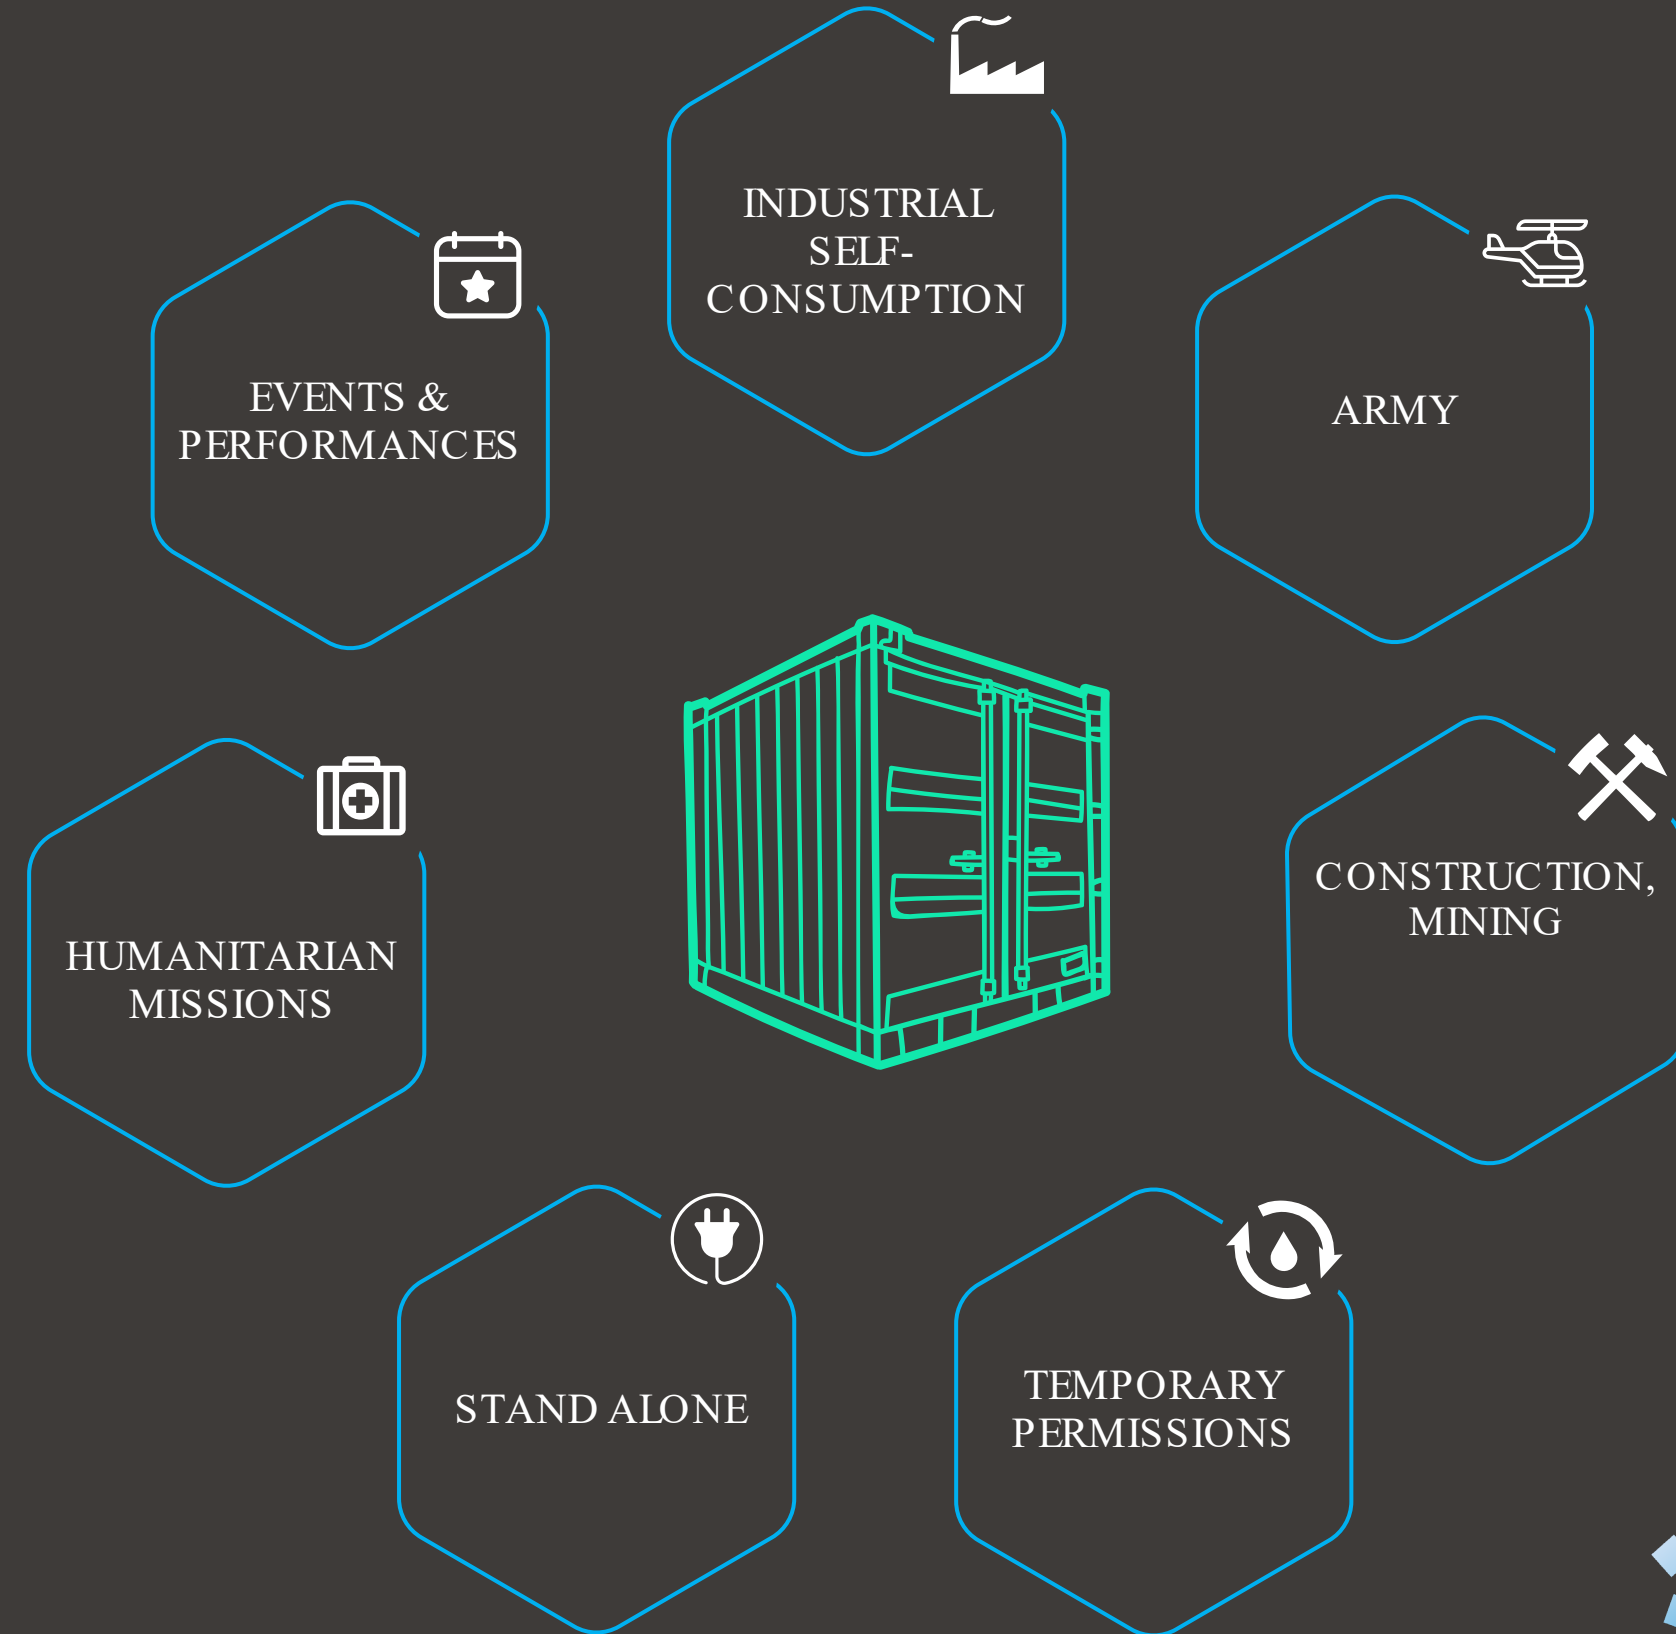 INDUSTRIAL
SELF-
CONSUMPTION
EVENTS &
PERFORMANCES
ARMY
CONSTRUCTION,
MINING
HUMANITARIAN
MISSIONS
STAND ALONE
TEMPORARY
PERMISSIONS